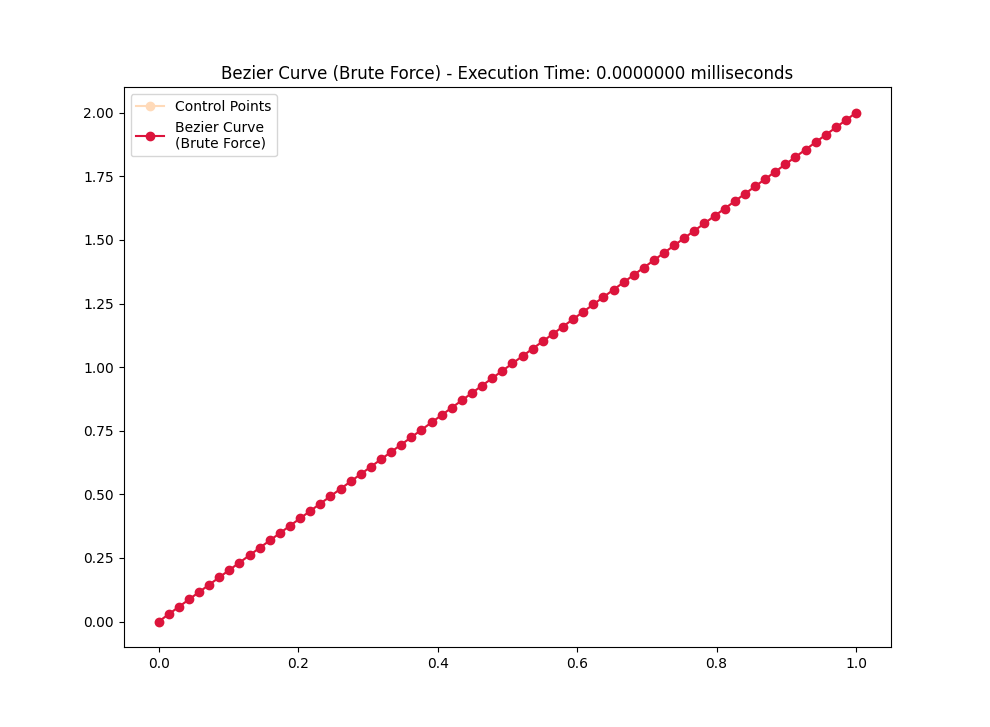 Bezier Curve (Brute Force) - Execution Time: 0.0000000 milliseconds
Control Points
Bezier Curve
(Brute Force)
2.00
1.75
1.50
1.25
1.00
0.75
0.50
0.25
0.00
0.0 0.2 0.4 0.6 0.8 1.0